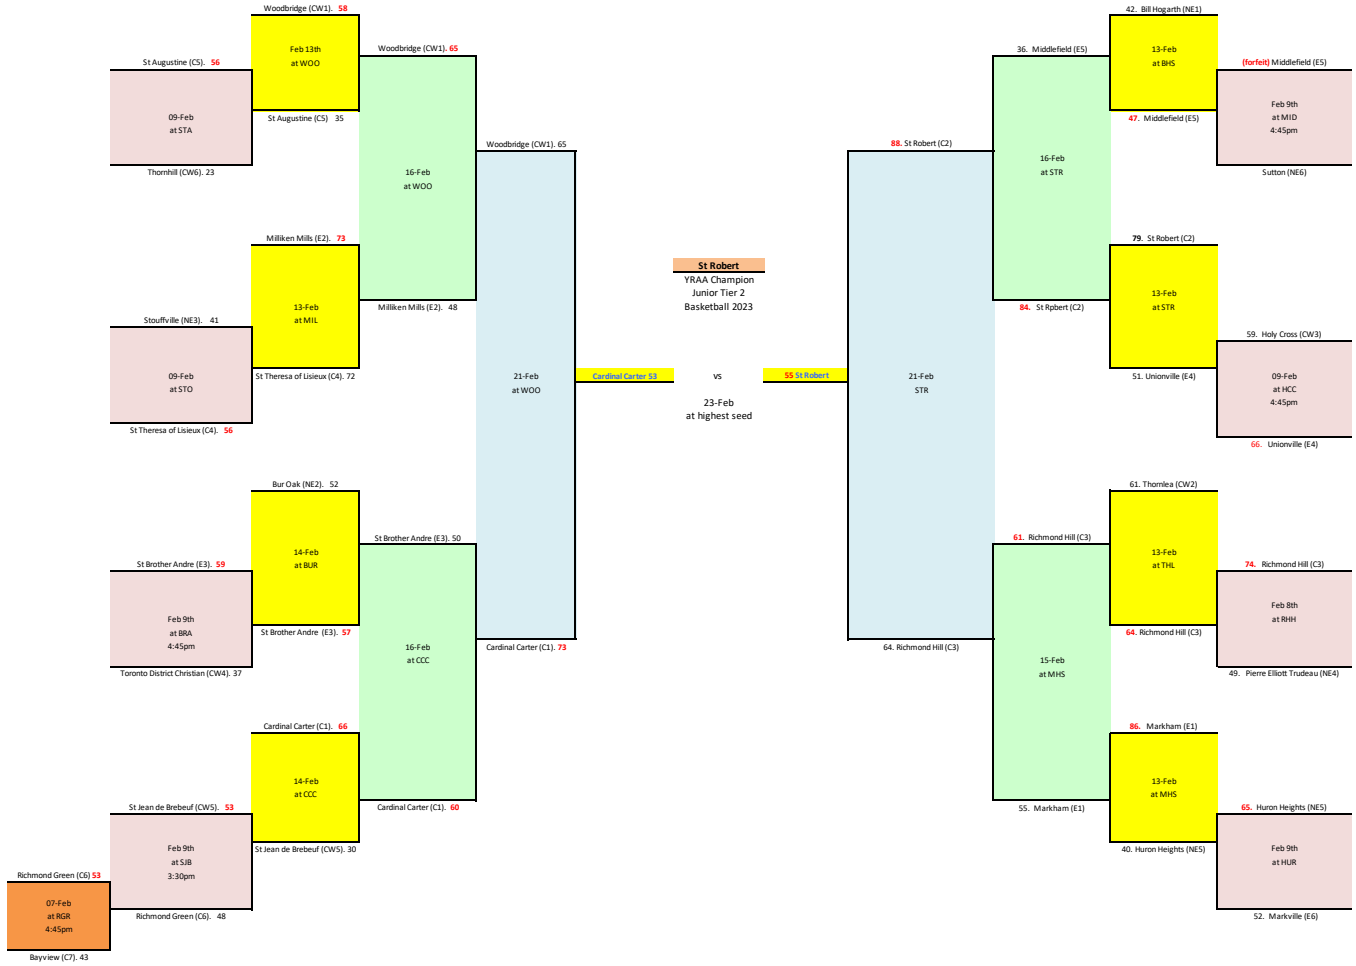 Woodbridge (CW1). 58
42. Bill Hogarth (NE1)
Feb 13th
at WOO
Woodbridge (CW1). 65
36. Middlefield (E5)
13-Feb
at BHS
St Augustine (C5). 56
(forfeit) Middlefield (E5)
09-Feb
at STA
St Augustine (C5) 35
47. Middlefield (E5)
Feb 9th
at MID
4:45pm
Woodbridge (CW1). 65
88. St Robert (C2)
Thornhill (CW6). 23
16-Feb
at WOO
16-Feb
at STR
Sutton (NE6)
Milliken Mills (E2). 73
79. St Robert (C2)
St Robert
YRAA Champion
Junior Tier 2
Basketball 2023
13-Feb
at MIL
Milliken Mills (E2). 48
84. St Rpbert (C2)
13-Feb
at STR
Stouffville (NE3). 41
59. Holy Cross (CW3)
09-Feb
at STO
St Theresa of Lisieux (C4). 72
21-Feb
at WOO
Cardinal Carter 53
vs
55 St Robert
21-Feb
STR
51. Unionville (E4)
09-Feb
at HCC
4:45pm
23-Feb
at highest seed
St Theresa of Lisieux (C4). 56
66. Unionville (E4)
Bur Oak (NE2). 52
61. Thornlea (CW2)
14-Feb
at BUR
St Brother Andre (E3). 50
61. Richmond Hill (C3)
13-Feb
at THL
St Brother Andre (E3). 59
74. Richmond Hill (C3)
Feb 9th
at BRA
4:45pm
St Brother Andre (E3). 57
64. Richmond Hill (C3)
Feb 8th
at RHH
Cardinal Carter (C1). 73
64. Richmond Hill (C3)
Toronto District Christian (CW4). 37
16-Feb
at CCC
15-Feb
at MHS
49. Pierre Elliott Trudeau (NE4)
Cardinal Carter (C1). 66
86. Markham (E1)
14-Feb
at CCC
13-Feb
at MHS
St Jean de Brebeuf (CW5). 53
Cardinal Carter (C1). 60
55. Markham (E1)
65. Huron Heights (NE5)
Feb 9th
at SJB
3:30pm
St Jean de Brebeuf (CW5). 30
40. Huron Heights (NE5)
Feb 9th
at HUR
Richmond Green (C6) 53
07-Feb
at RGR
4:45pm
Richmond Green (C6). 48
52. Markville (E6)
Bayview (C7). 43